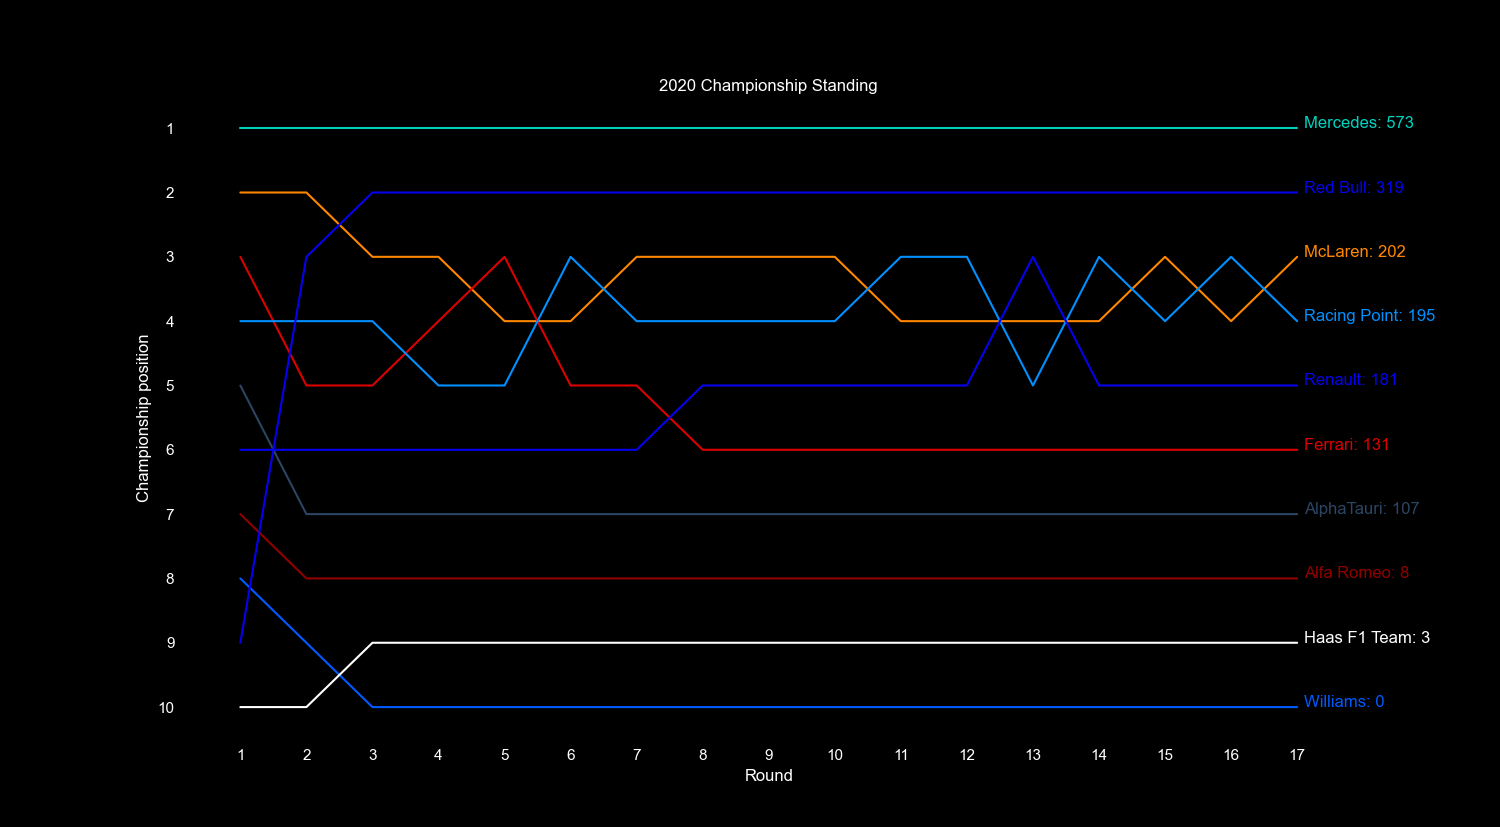 2020 Championship Standing
1
2
3
4
5
6
7
8
9
10
Championship position
Mercedes: 573
Red Bull: 319
McLaren: 202
Racing Point: 195
Renault: 181
Ferrari: 131
AlphaTauri: 107
Alfa Romeo: 8
Haas F1 Team: 3
Williams: 0
1 2 3 4 5 6 7 8 9 10 11 12 13 14 15 16 17
Round